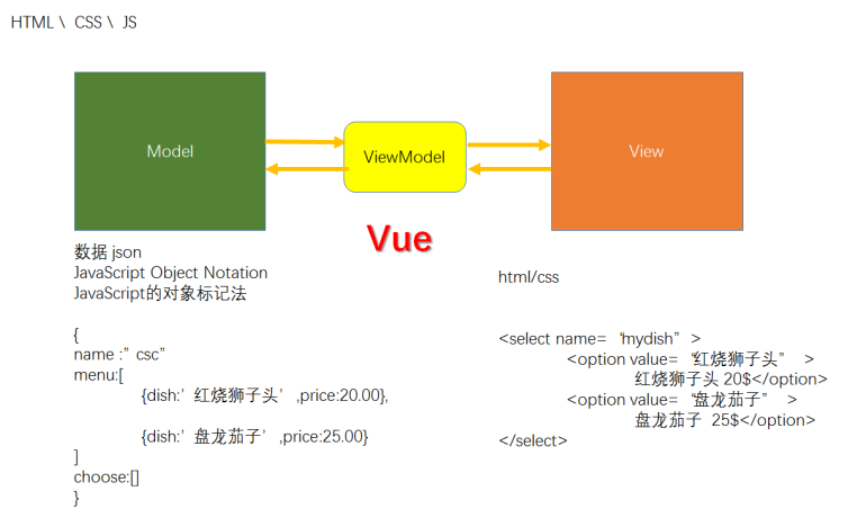 HTML \ CSS \ JS
Model
ViewModel
View
Vue
数据 json
JavaScript Object Notation
JavaScript的对象标记法
{
name :” csc”
menu:[
{dish:’ 红烧狮子头’ ,price:20.00},
{dish:’ 盘龙茄子’ ,price:25.00}
]
choose:[]
}
html/css
<select name= “mydish” >
<option value= “红烧狮子头” >
红烧狮子头 20$</option>
<option value= “盘龙茄子” >
盘龙茄子 25$</option>
</select>